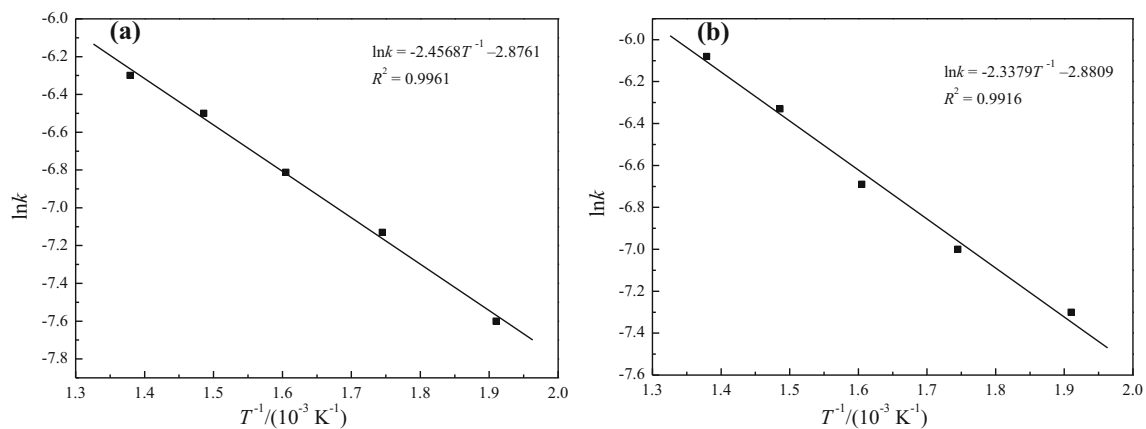 (a)
lnk = -2.4568T⁻¹ –2.8761
R² = 0.9961
-6.0
-6.2
-6.4
-6.6
-6.8
-7.0
-7.2
-7.4
-7.6
-7.8
lnk
1.3 1.4 1.5 1.6 1.7 1.8 1.9 2.0
T⁻¹/(10⁻³ K⁻¹)
(b)
lnk = -2.3379T⁻¹ –2.8809
R² = 0.9916
-6.0
-6.2
-6.4
-6.6
-6.8
-7.0
-7.2
-7.4
-7.6
lnk
1.3 1.4 1.5 1.6 1.7 1.8 1.9 2.0
T⁻¹/(10⁻³ K⁻¹)